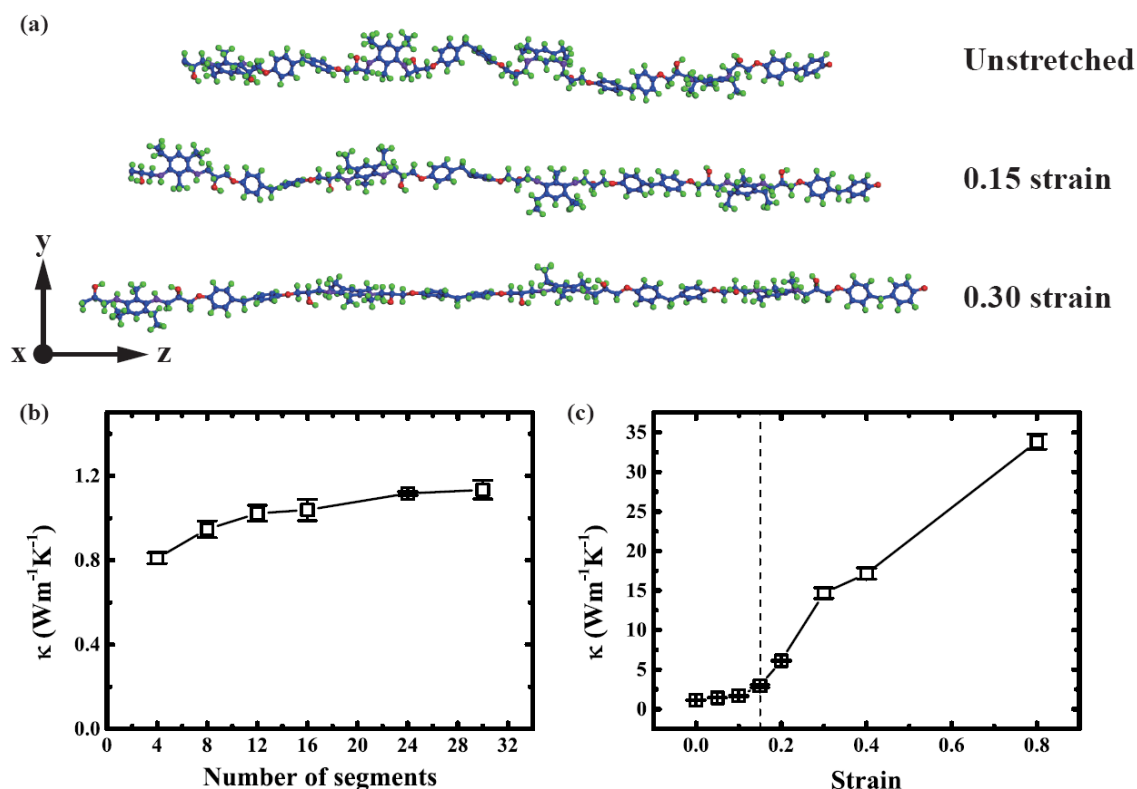 (a)
Unstretched
0.15 strain
0.30 strain
y
x
z
(b)
κ (Wm⁻¹K⁻¹)
1.2
0.8
0.4
0.0
0 4 8 12 16 20 24 28 32
Number of segments
(c)
κ (Wm⁻¹K⁻¹)
35
30
25
20
15
10
5
0
0.0 0.2 0.4 0.6 0.8
Strain